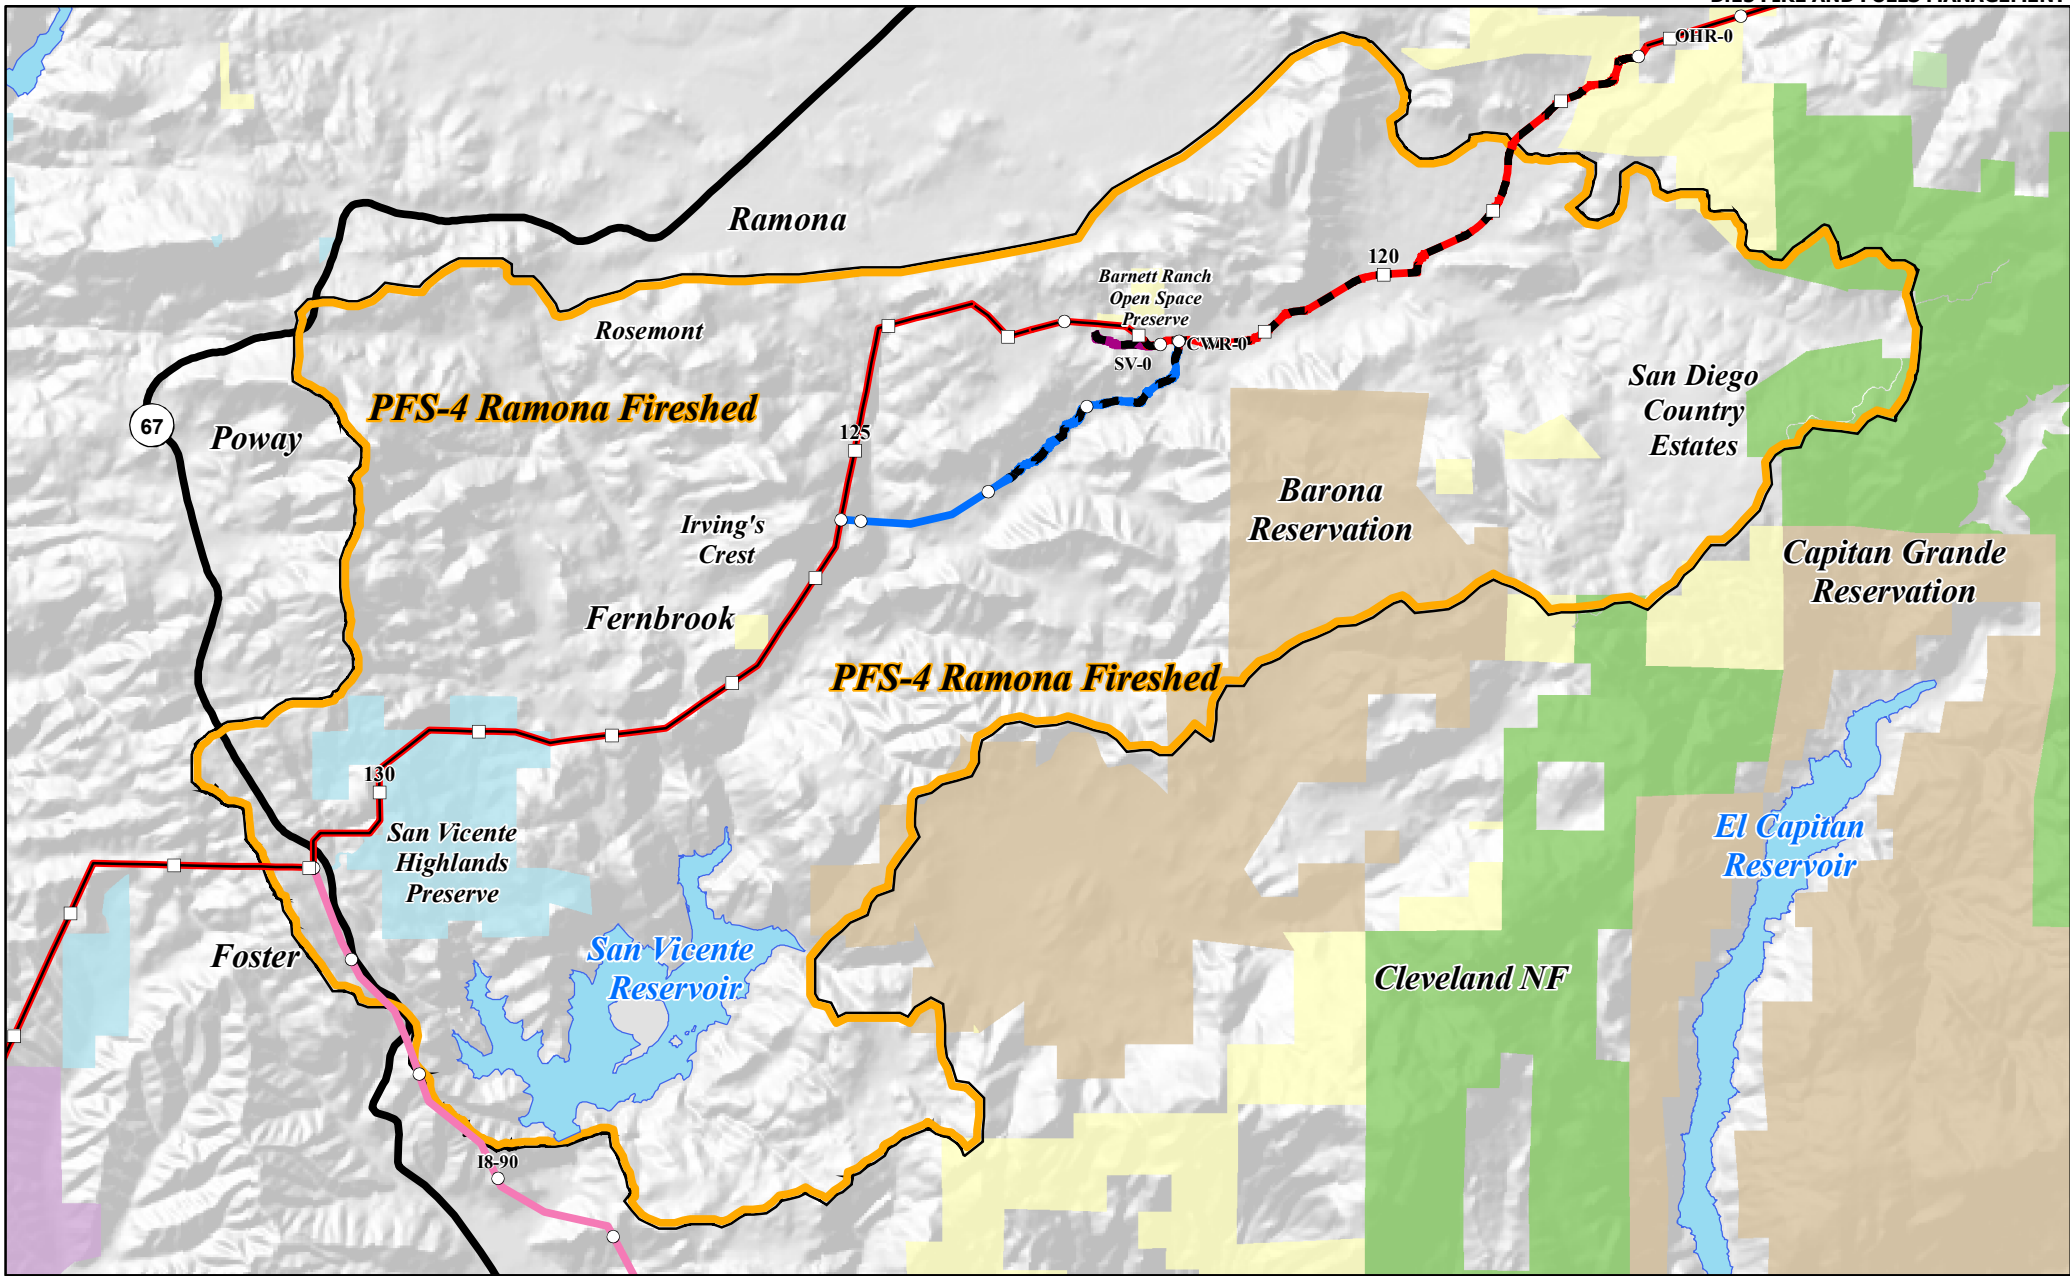 OHR-0
Ramona
120
Barnett Ranch
Open Space
Preserve
Rosemont
CWR-0
SV-0
San Diego
Country
Estates
PFS-4 Ramona Fireshed
67
Poway
125
Barona
Reservation
Irving's
Crest
Capitan Grande
Reservation
Fernbrook
PFS-4 Ramona Fireshed
130
San Vicente
Highlands
Preserve
El Capitan
Reservoir
Foster
San Vicente
Reservoir
Cleveland NF
I8-90